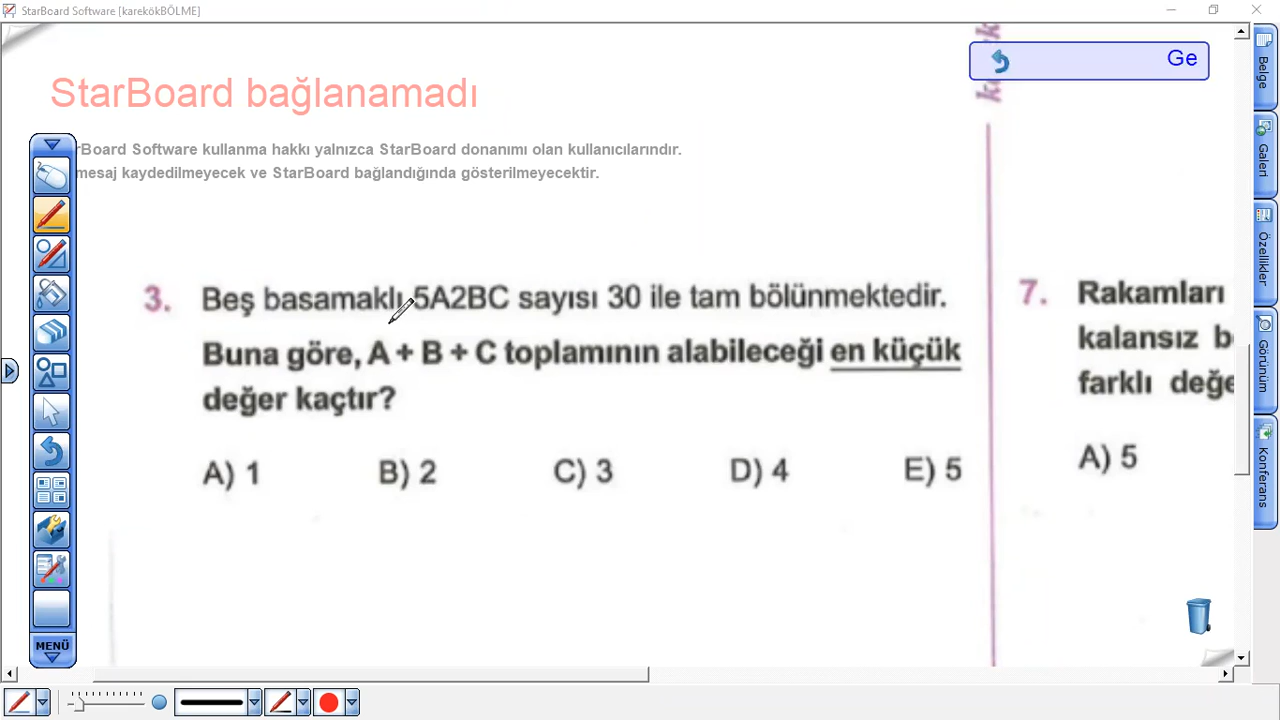 StarBoard Software [karekökBÖLME]
Ge
StarBoard bağlanamadı
rBoard Software kullanma hakkı yalnızca StarBoard donanımı olan kullanıcılarındır.
mesaj kaydedilmeyecek ve StarBoard bağlandığında gösterilmeyecektir.
3. Beş basamaklı 5A2BC sayısı 30 ile tam bölünmektedir.
Buna göre, A + B + C toplamının alabileceği en küçük
değer kaçtır?
A) 1 B) 2 C) 3 D) 4 E) 5
7. Rakamları
kalansız b
farklı değe
A) 5
Belge
Galeri
Özellikler
Görünüm
Konferans
MENÜ